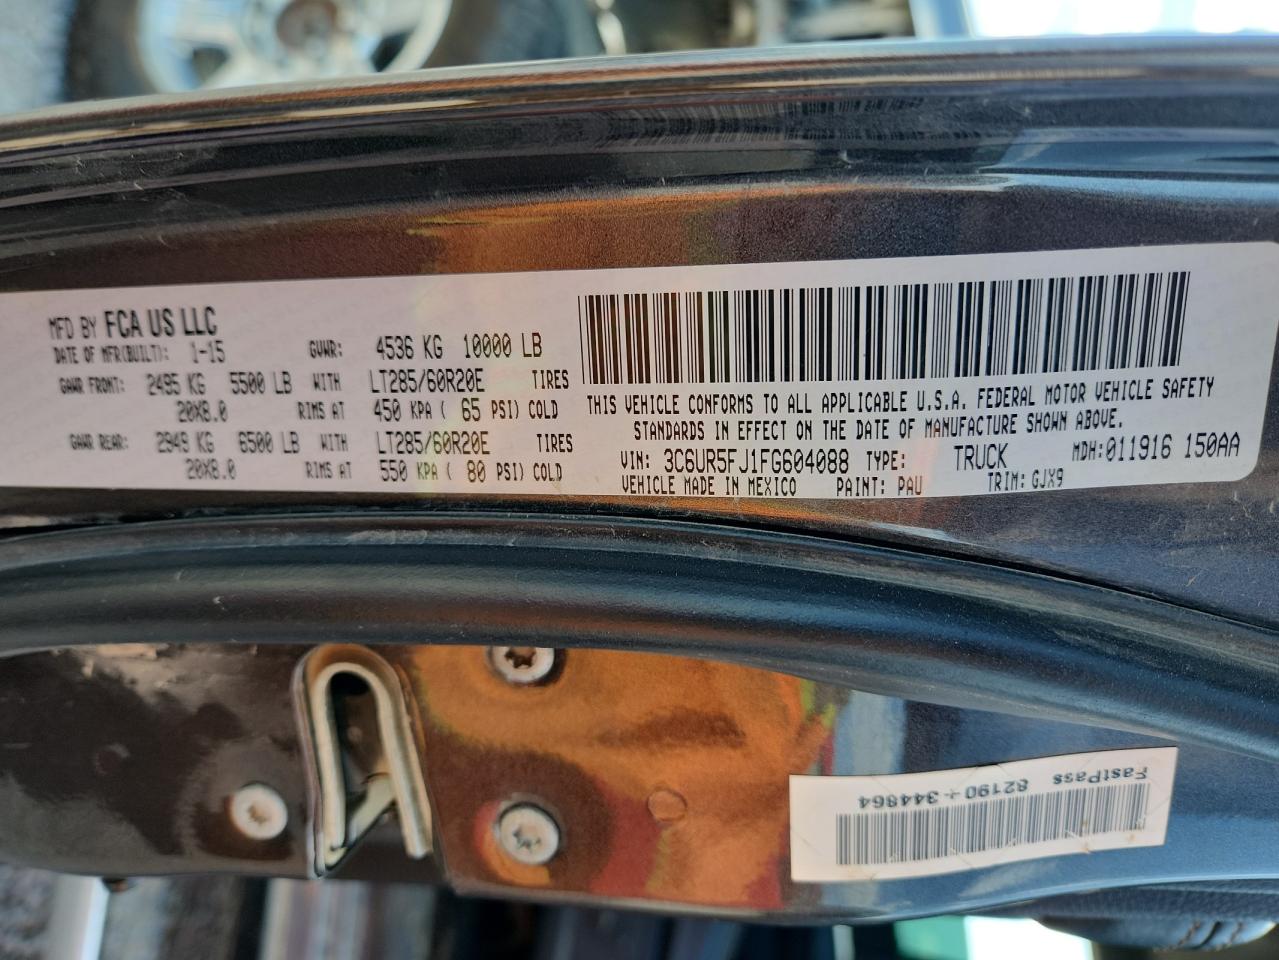 MFD BY FCA US LLC
DATE OF MFR(BUILT): 1-15 GVWR: 4536 KG 10000 LB
GAWR FRONT: 2495 KG 5500 LB WITH LT285/60R20E TIRES
20X8.0 RIMS AT 450 KPA ( 65 PSI) COLD
GAWR REAR: 2949 KG 6500 LB WITH LT285/60R20E TIRES
20X8.0 RIMS AT 550 KPA ( 80 PSI) COLD
THIS VEHICLE CONFORMS TO ALL APPLICABLE U.S.A. FEDERAL MOTOR VEHICLE SAFETY
STANDARDS IN EFFECT ON THE DATE OF MANUFACTURE SHOWN ABOVE.
VIN: 3C6UR5FJ1FG604088 TYPE: TRUCK MDH:011916 150AA
VEHICLE MADE IN MEXICO PAINT: PAU TRIM: GJX9
FastPass
82190 + 344864